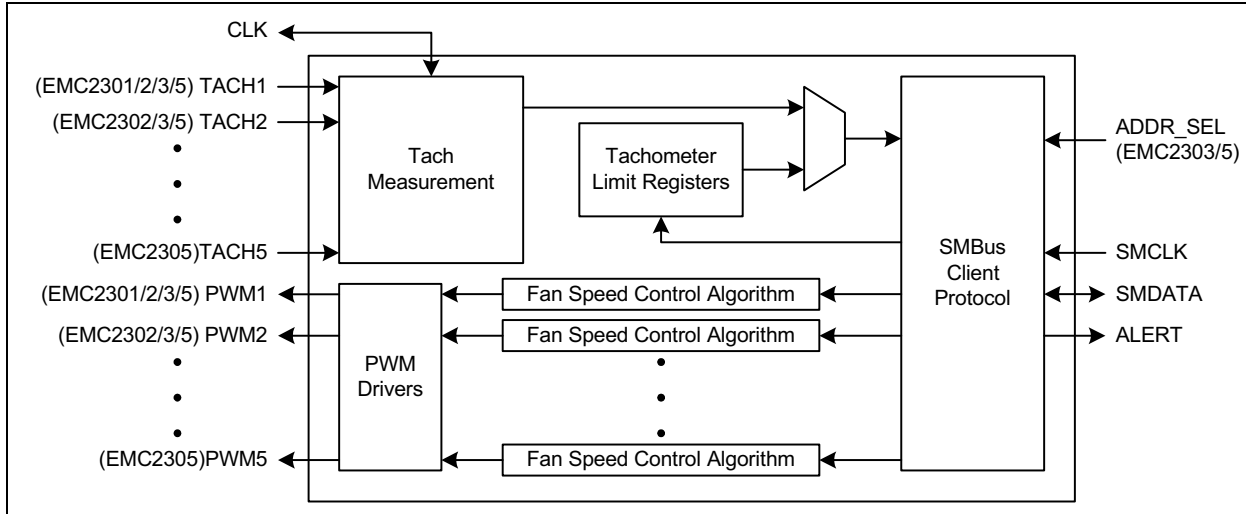 CLK
(EMC2301/2/3/5) TACH1
(EMC2302/3/5) TACH2
(EMC2305)TACH5
Tach
Measurement
Tachometer
Limit Registers
SMBus
Client
Protocol
ADDR_SEL
(EMC2303/5)
SMCLK
SMDATA
ALERT
(EMC2301/2/3/5) PWM1
(EMC2302/3/5) PWM2
(EMC2305)PWM5
PWM
Drivers
Fan Speed Control Algorithm
Fan Speed Control Algorithm
Fan Speed Control Algorithm